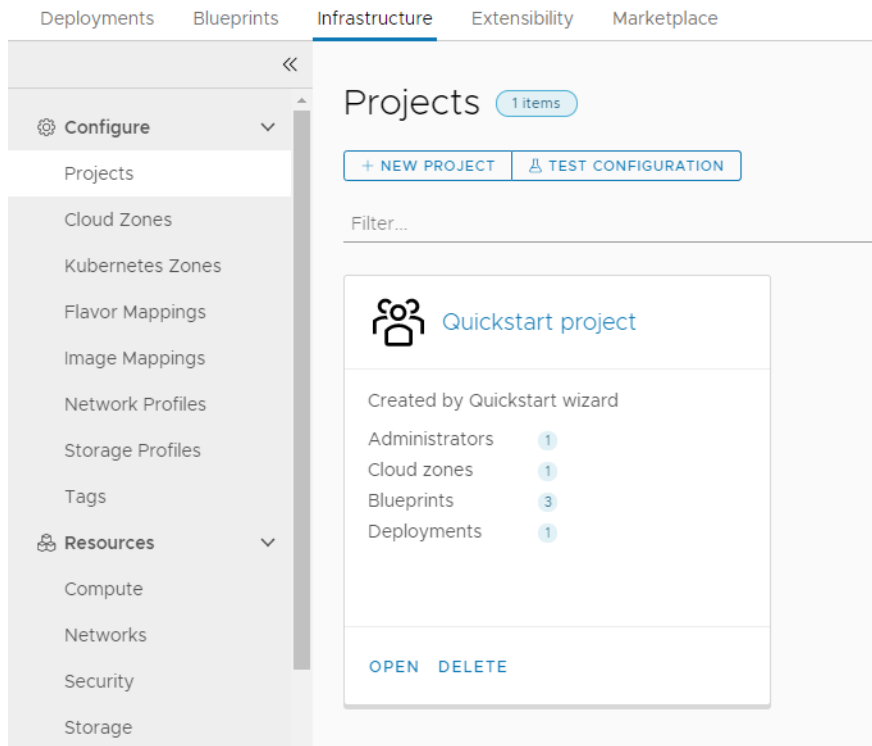 Deployments Blueprints Infrastructure Extensibility Marketplace
Configure
Projects
Cloud Zones
Kubernetes Zones
Flavor Mappings
Image Mappings
Network Profiles
Storage Profiles
Tags
Resources
Compute
Networks
Security
Storage
Projects 1 items
+ NEW PROJECT TEST CONFIGURATION
Filter...
Quickstart project
Created by Quickstart wizard
Administrators 1
Cloud zones 1
Blueprints 3
Deployments 1
OPEN DELETE